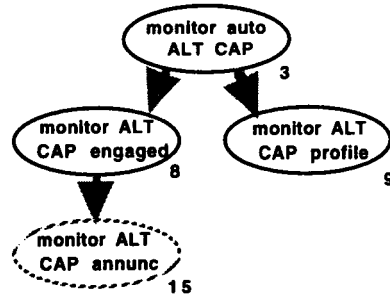 monitor auto
ALT CAP
3
monitor ALT
CAP engaged
8
monitor ALT
CAP profile
9
monitor ALT
CAP annunc
15